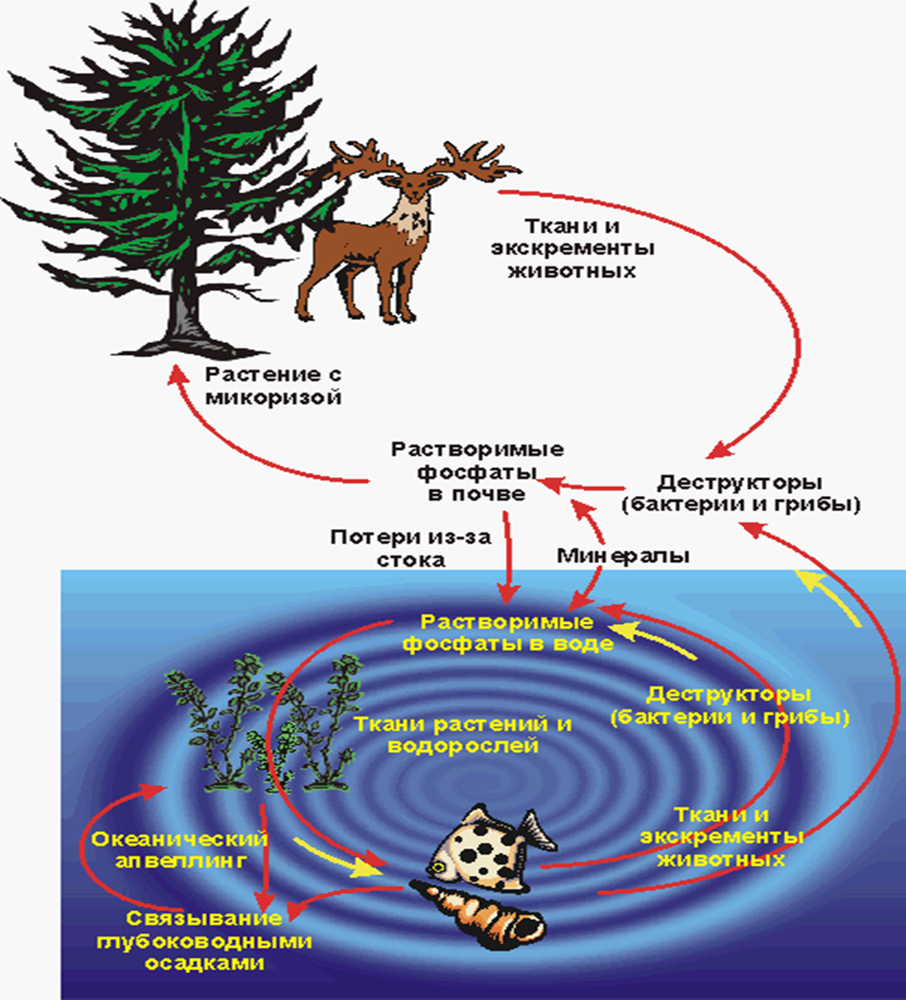 Ткани и
экскременты
животных
Растение с
микоризой
Растворимые
фосфаты
в почве
Деструкторы
(бактерии и грибы)
Потери из-за
стока
Минералы
Растворимые
фосфаты в воде
Деструкторы
(бактерии и грибы)
Ткани растений и
водорослей
Ткани и
экскременты
животных
Океанический
апвеллинг
Связывание
глубоководными
осадками